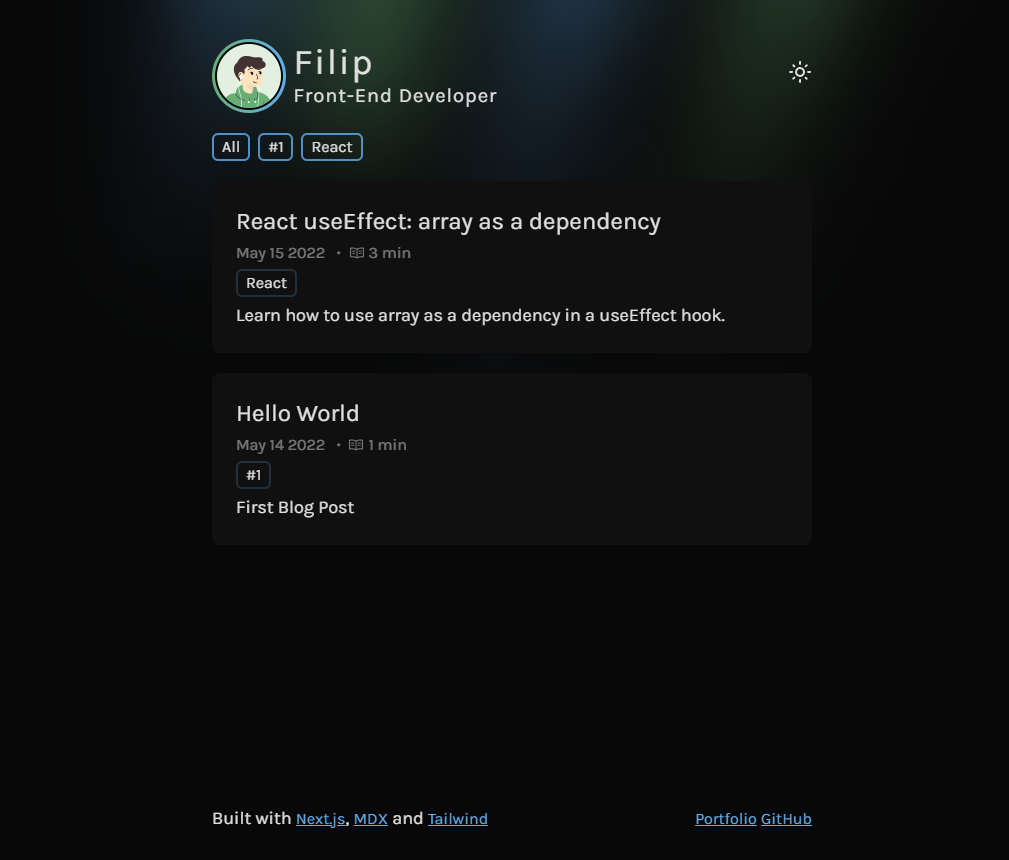 Filip
Front-End Developer
All #1 React
React useEffect: array as a dependency
May 15 2022 • 3 min
React
Learn how to use array as a dependency in a useEffect hook.
Hello World
May 14 2022 • 1 min
#1
First Blog Post
Built with Next.js, MDX and Tailwind Portfolio GitHub